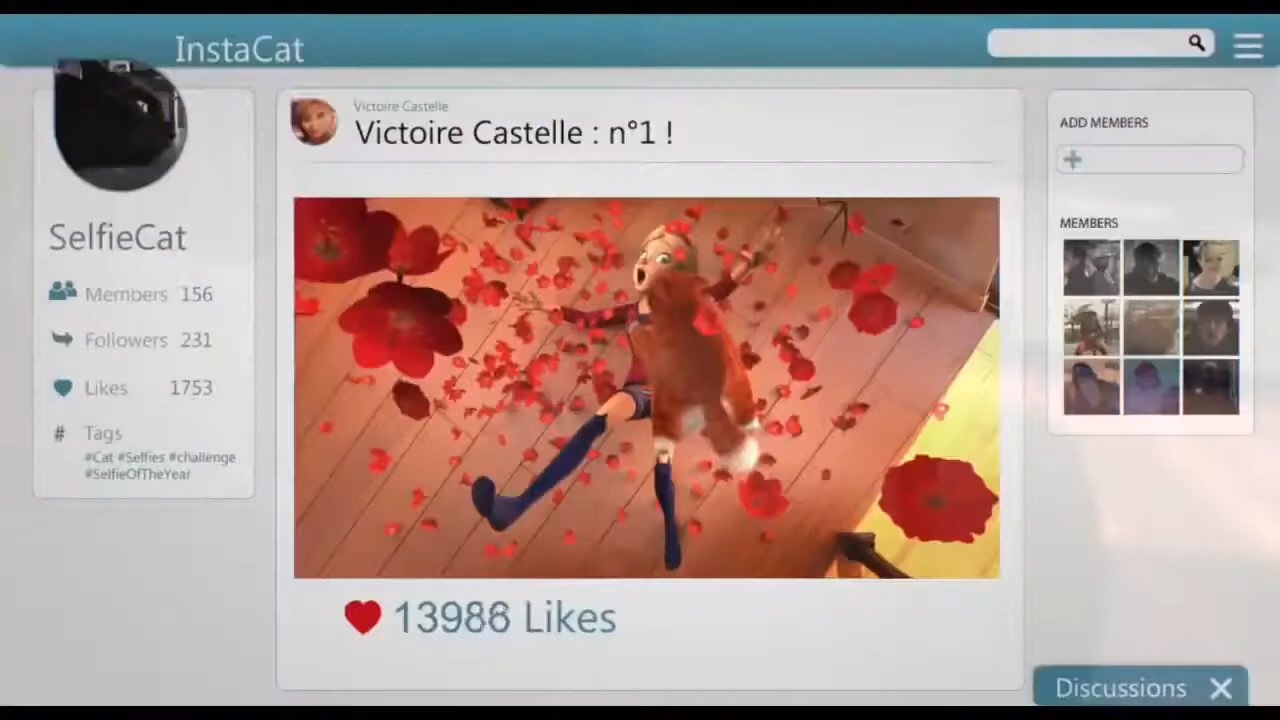 InstaCat
SelfieCat
Members 156
Followers 231
Likes 1753
# Tags
#Cat #Selfies #challenge
#SelfieOfTheYear
Victoire Castelle
Victoire Castelle : n°1 !
13986 Likes
ADD MEMBERS
MEMBERS
Discussions